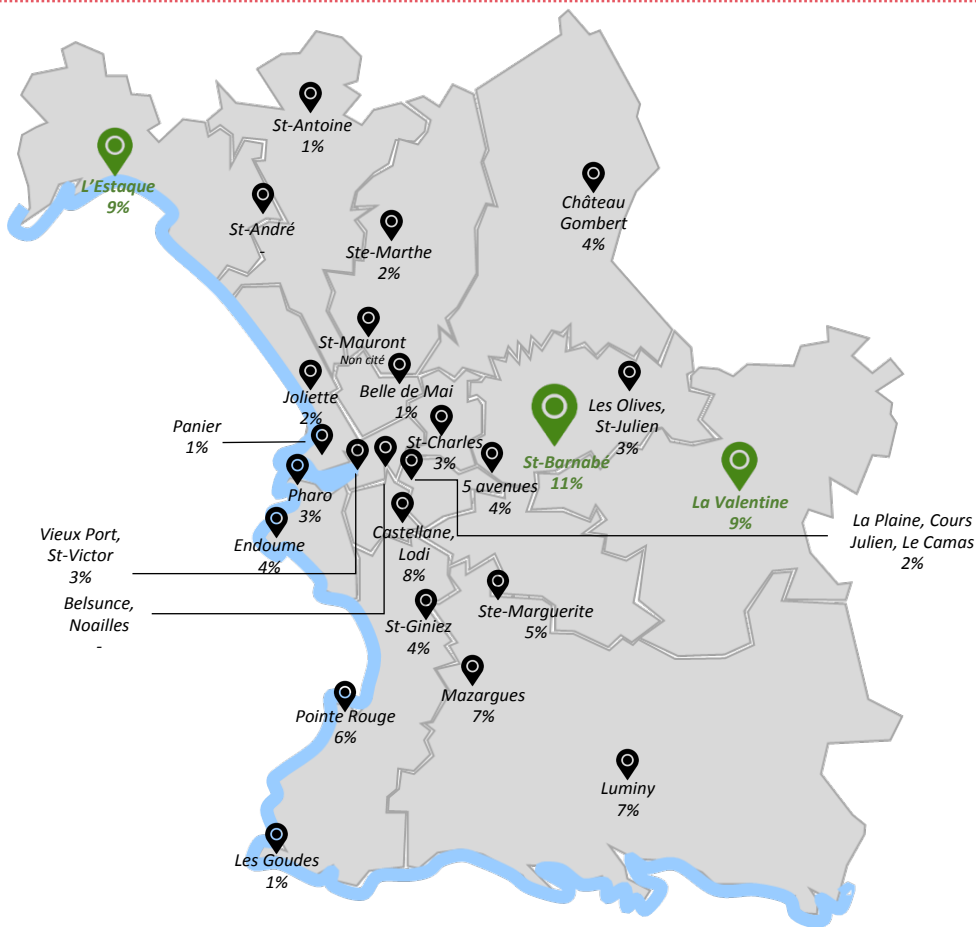 St-Antoine
1%
L'Estaque
9%
Château
Gombert
4%
St-André
-
Ste-Marthe
2%
St-Mauront
Non cité
Belle de Mai
1%
Joliette
2%
Les Olives,
St-Julien
3%
Panier
1%
St-Charles
3%
St-Barnabé
11%
5 avenues
4%
La Valentine
9%
Pharo
3%
Vieux Port,
St-Victor
3%
Endoume
4%
Castellane,
Lodi
8%
La Plaine, Cours
Julien, Le Camas
2%
Belsunce,
Noailles
-
Ste-Marguerite
5%
St-Giniez
4%
Mazargues
7%
Pointe Rouge
6%
Luminy
7%
Les Goudes
1%